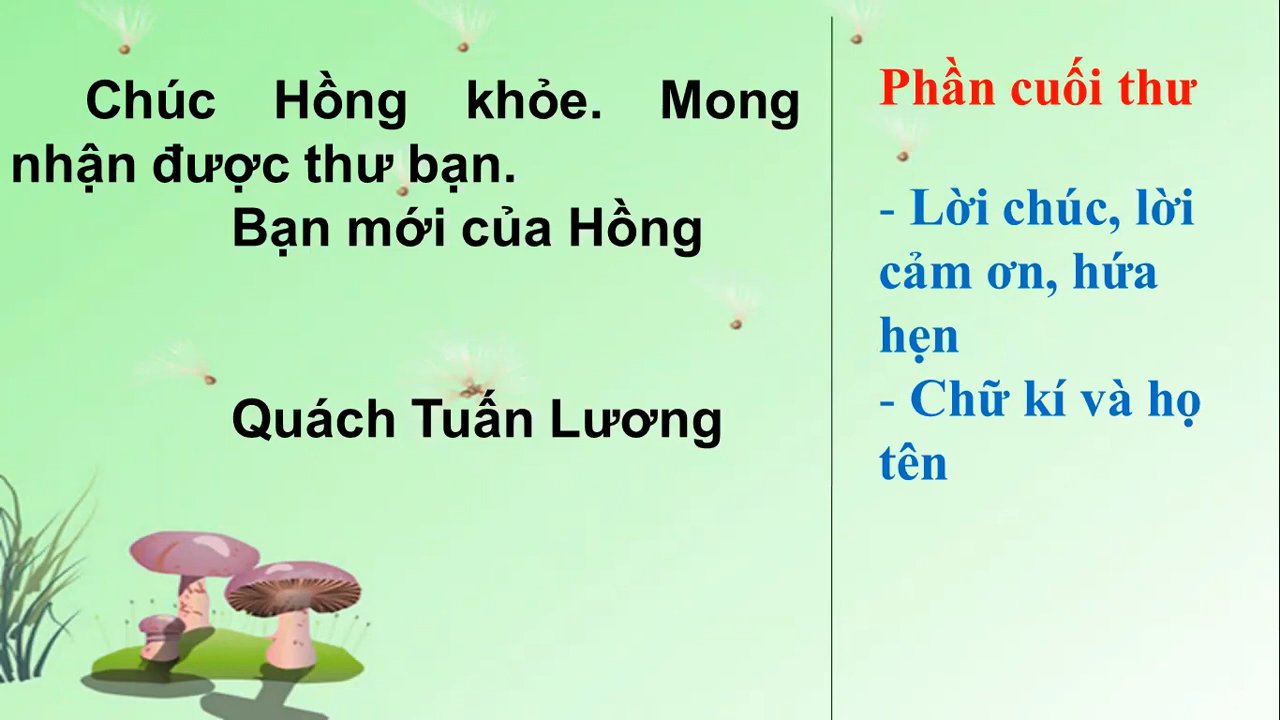 Chúc Hồng khỏe. Mong
nhận được thư bạn.
Bạn mới của Hồng
Quách Tuấn Lương
Phần cuối thư
- Lời chúc, lời
cảm ơn, hứa
hẹn
- Chữ kí và họ
tên